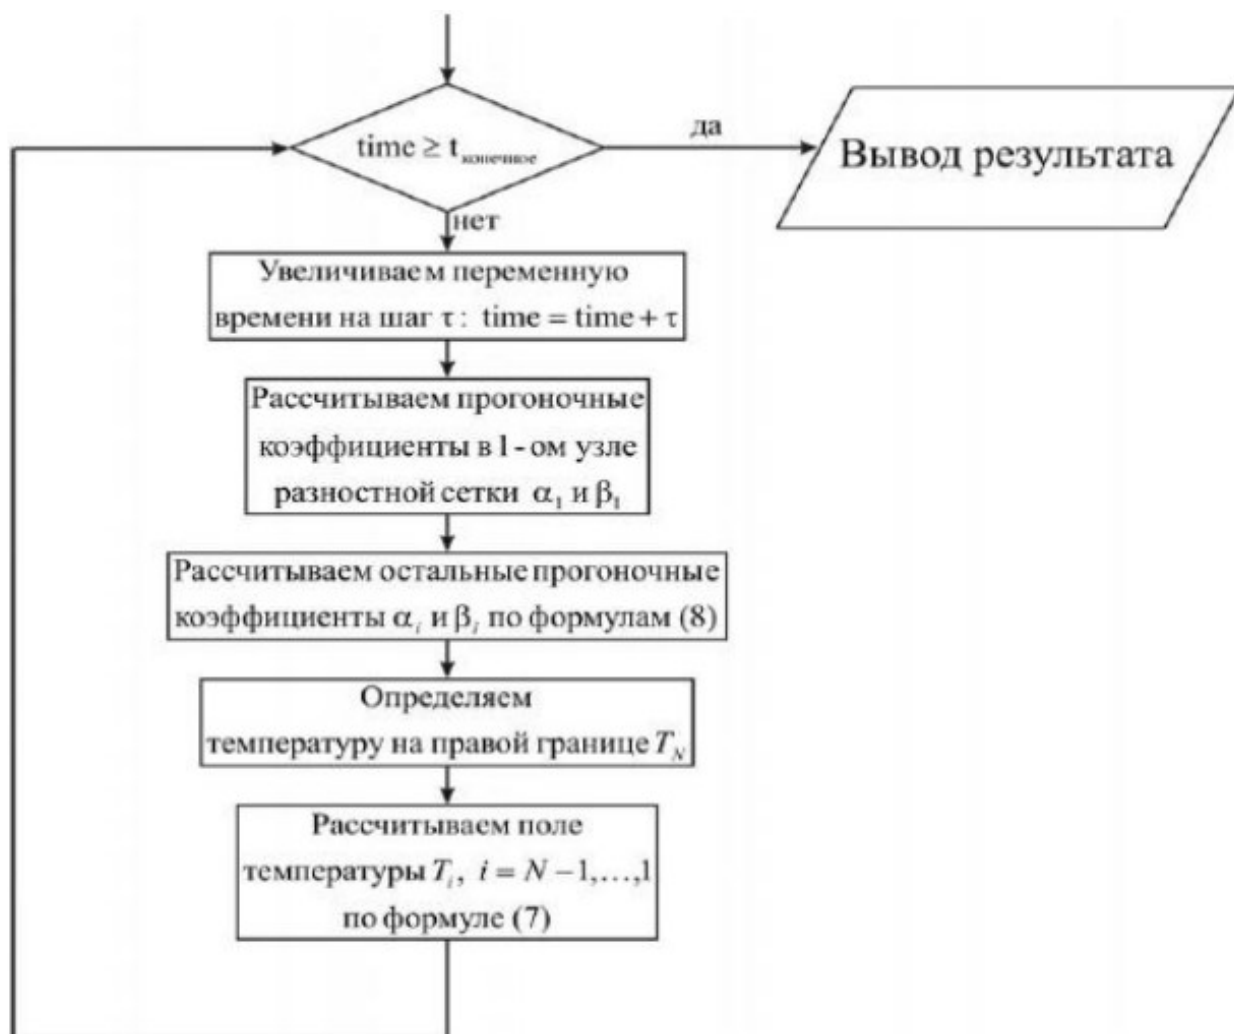 time ≥ t конечное
да
Вывод результата
нет
Увеличиваем переменную
времени на шаг τ: time = time + τ
Рассчитываем прогоночные
коэффициенты в 1-ом узле
разностной сетки α₁ и β₁
Рассчитываем остальные прогоночные
коэффициенты αᵢ и βᵢ по формулам (8)
Определяем
температуру на правой границе T_N
Рассчитываем поле
температуры Tᵢ, i = N − 1,…,1
по формуле (7)